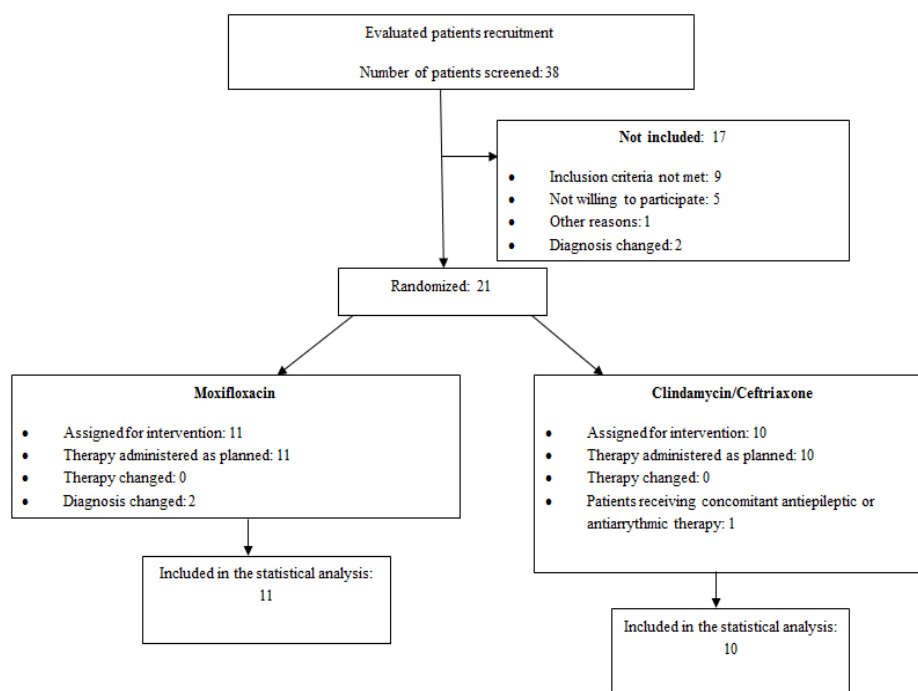 Evaluated patients recruitment
Number of patients screened: 38
Not included: 17
• Inclusion criteria not met: 9
• Not willing to participate: 5
• Other reasons: 1
• Diagnosis changed: 2
Randomized: 21
Moxifloxacin
• Assigned for intervention: 11
• Therapy administered as planned: 11
• Therapy changed: 0
• Diagnosis changed: 2
Included in the statistical analysis:
11
Clindamycin/Ceftriaxone
• Assigned for intervention: 10
• Therapy administered as planned: 10
• Therapy changed: 0
• Patients receiving concomitant antiepileptic or
antiarrythmic therapy: 1
Included in the statistical analysis:
10